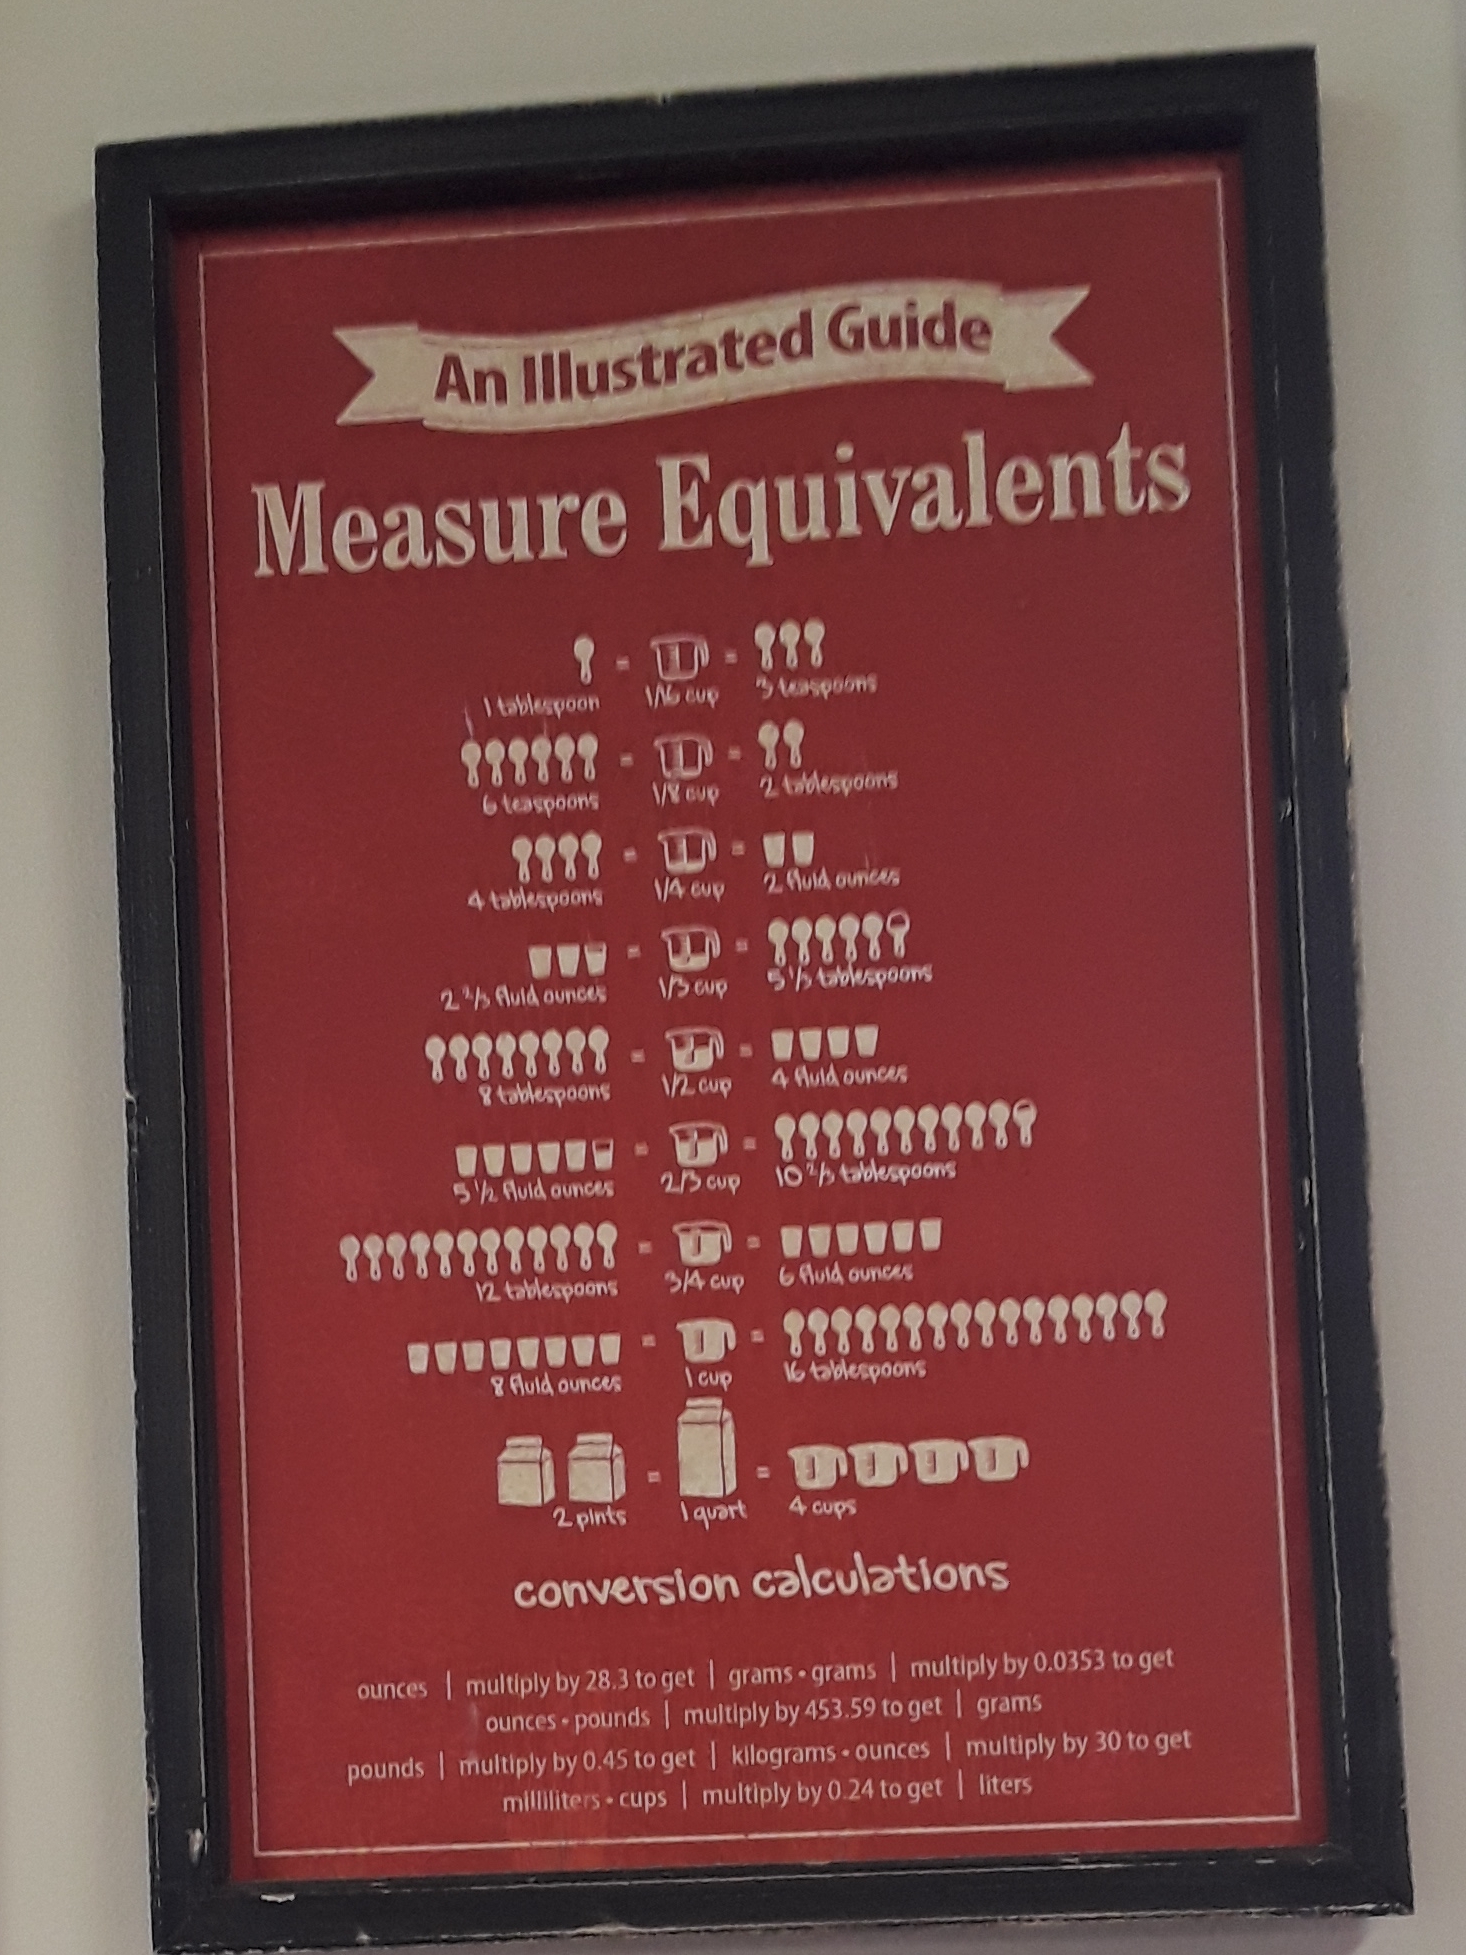 An Illustrated Guide
Measure Equivalents
= =
1 tablespoon 1/16 cup 3 teaspoons
= =
6 teaspoons 1/8 cup 2 tablespoons
= =
4 tablespoons 1/4 cup 2 fluid ounces
= =
2 2/3 fluid ounces 1/3 cup 5 1/3 tablespoons
= =
8 tablespoons 1/2 cup 4 fluid ounces
= =
5 1/2 fluid ounces 2/3 cup 10 2/3 tablespoons
= =
12 tablespoons 3/4 cup 6 fluid ounces
= =
8 fluid ounces 1 cup 16 tablespoons
= =
2 pints 1 quart 4 cups
conversion calculations
ounces | multiply by 28.3 to get | grams • grams | multiply by 0.0353 to get
ounces • pounds | multiply by 453.59 to get | grams
pounds | multiply by 0.45 to get | kilograms • ounces | multiply by 30 to get
milliliters • cups | multiply by 0.24 to get | liters